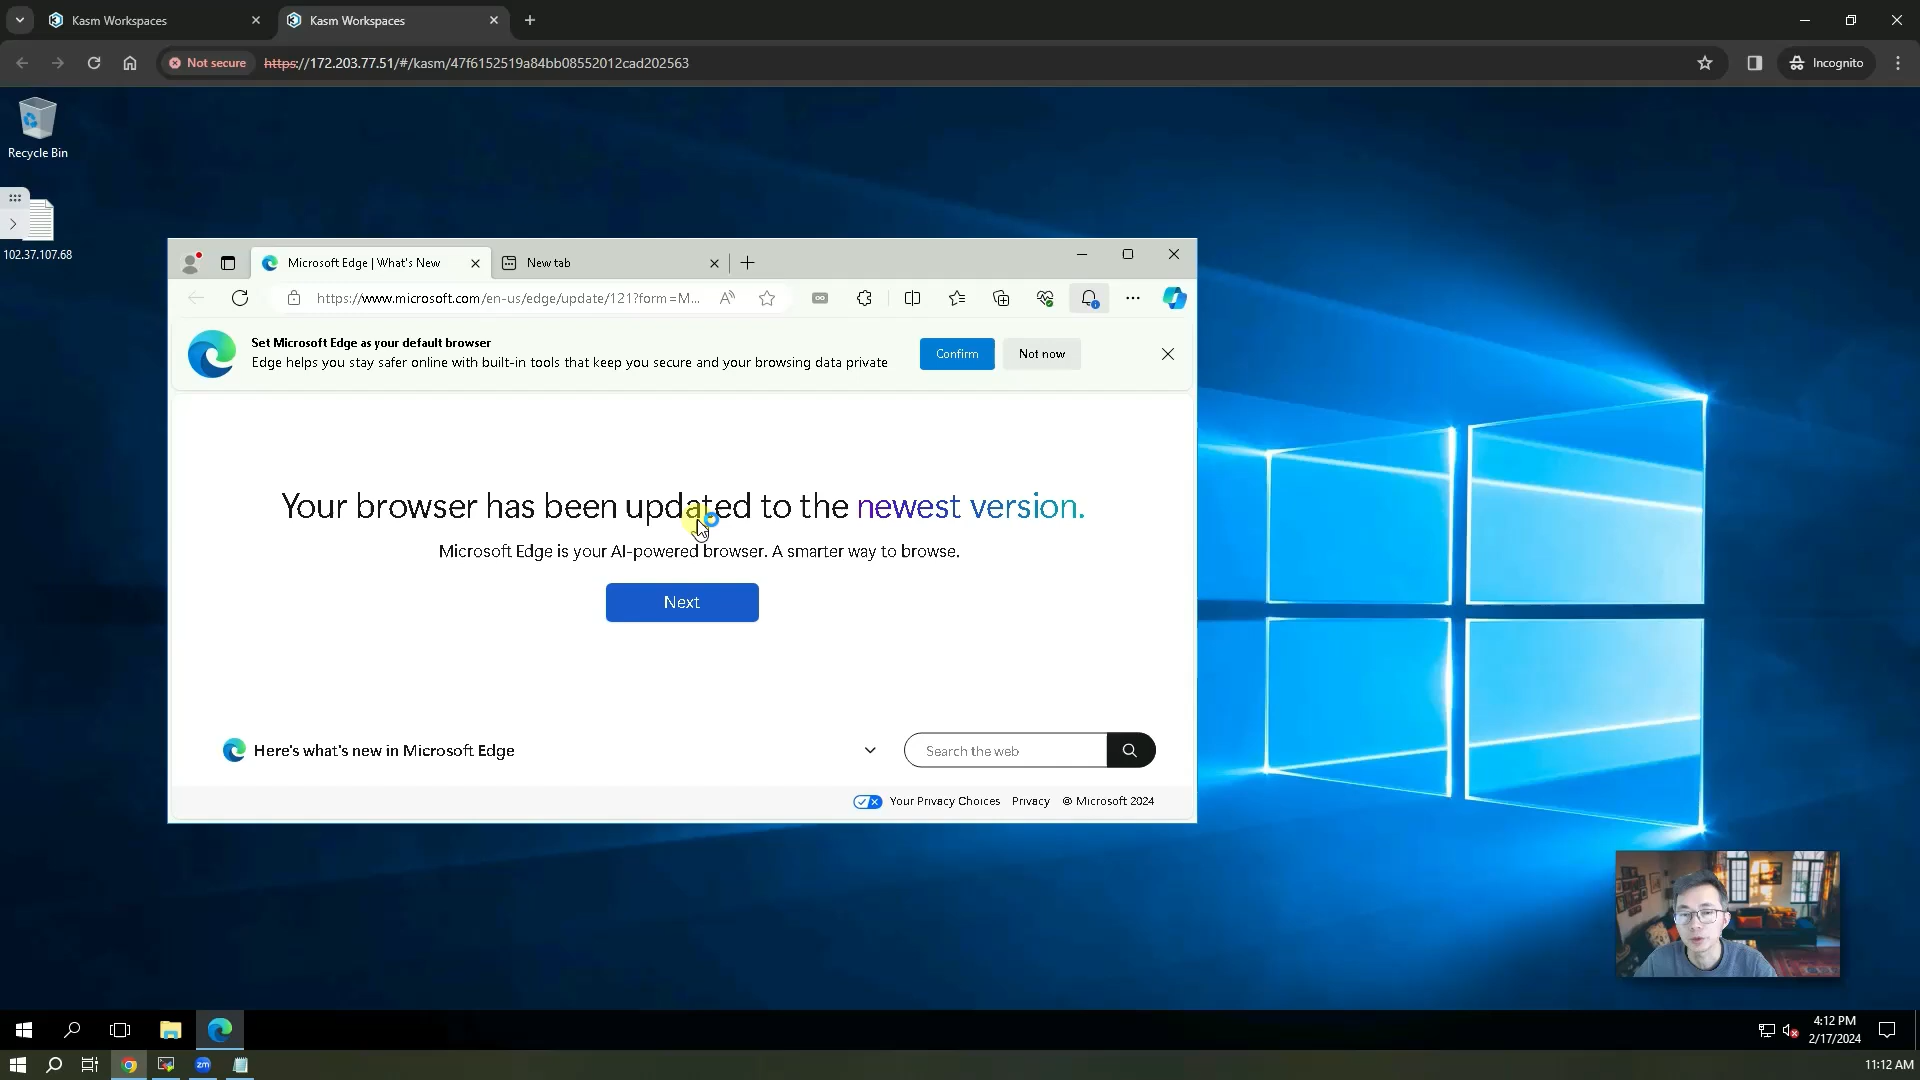 Kasm Workspaces
Kasm Workspaces
Not secure
https://172.203.77.51/#/kasm/47f6152519a84bb08552012cad202563
Incognito
Recycle Bin
102.37.107.68
Microsoft Edge | What's New
New tab
https://www.microsoft.com/en-us/edge/update/121?form=M...
Set Microsoft Edge as your default browser
Edge helps you stay safer online with built-in tools that keep you secure and your browsing data private
Confirm
Not now
Your browser has been updated to the newest version.
Microsoft Edge is your AI-powered browser. A smarter way to browse.
Next
Here's what's new in Microsoft Edge
Search the web
Your Privacy Choices
Privacy
© Microsoft 2024
4:12 PM
2/17/2024
zm
11:12 AM